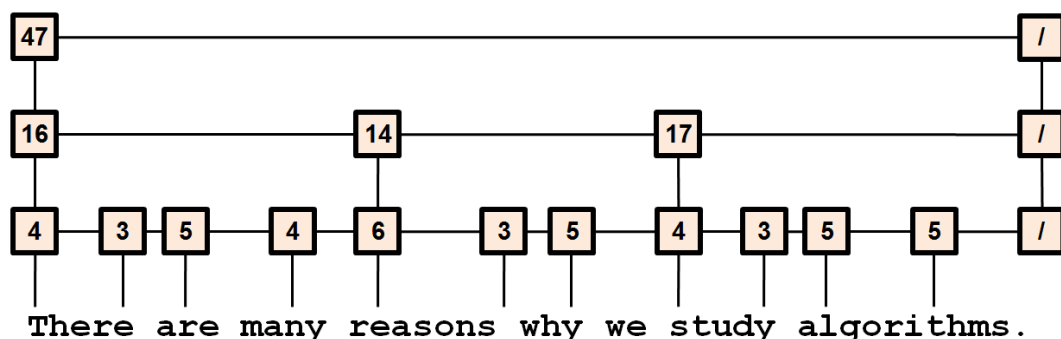 47 /
16 14 17 /
4 3 5 4 6 3 5 4 3 5 5 /
There are many reasons why we study algorithms.